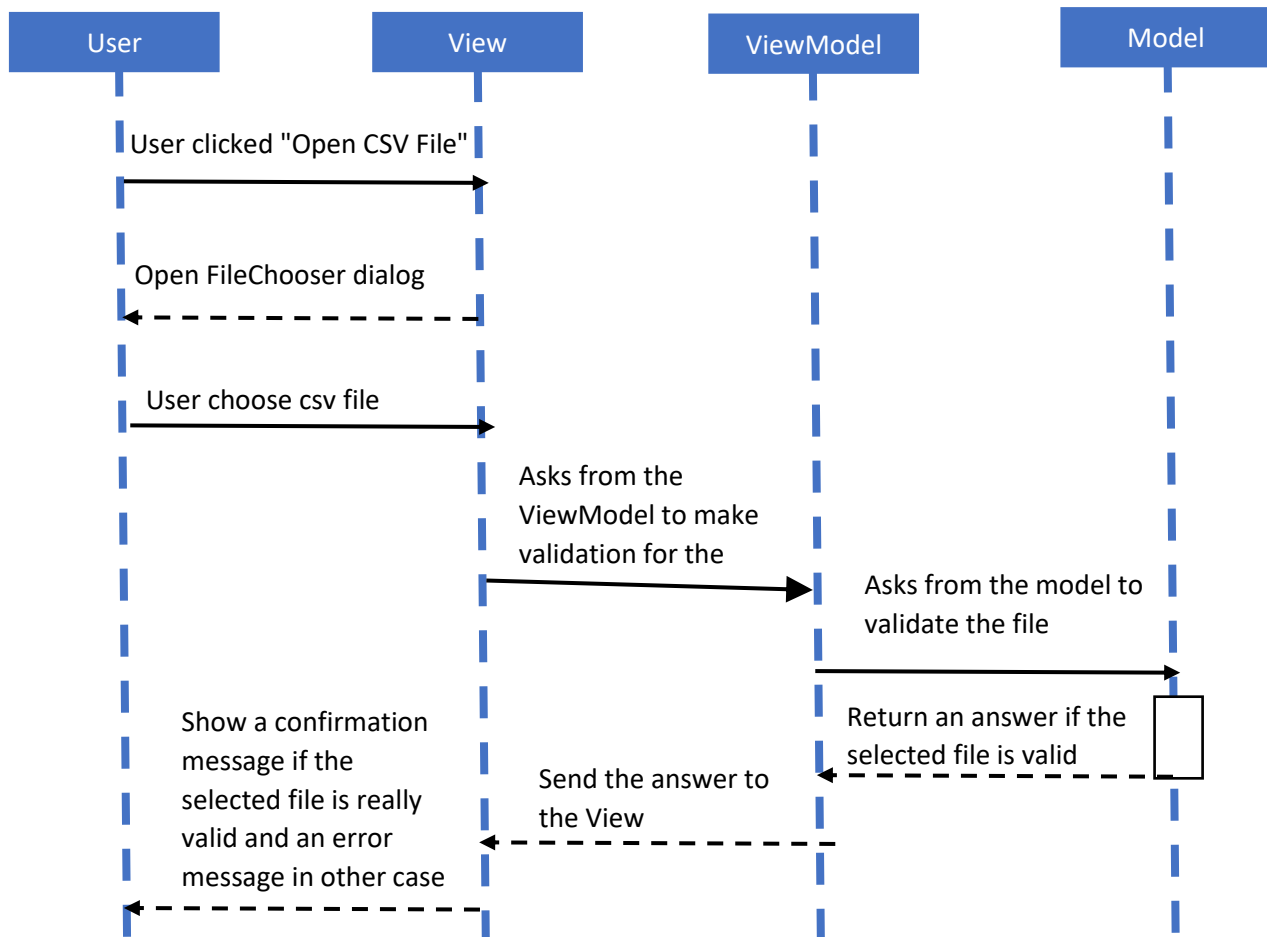 User
View
ViewModel
Model
User clicked "Open CSV File"
Open FileChooser dialog
User choose csv file
Asks from the
ViewModel to make
validation for the
Asks from the model to
validate the file
Return an answer if the
selected file is valid
Send the answer to
the View
Show a confirmation
message if the
selected file is really
valid and an error
message in other case